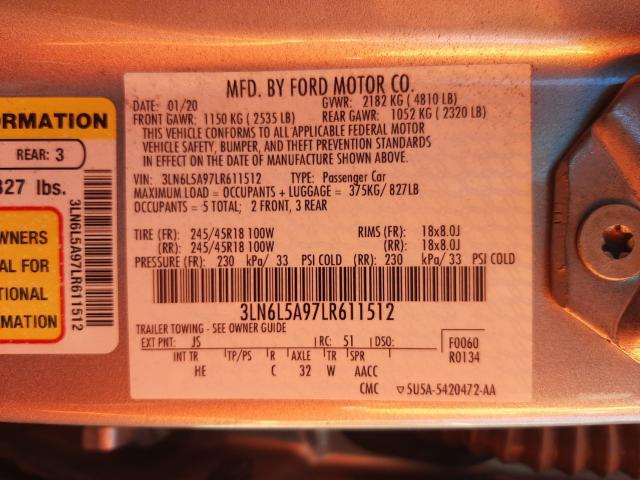 ORMATION
REAR: 3
827 lbs.
WNERS
AL FOR
TIONAL
RMATION
3LN6L5A97LR611512
MFD. BY FORD MOTOR CO.
DATE: 01/20 GVWR: 2182 KG ( 4810 LB)
FRONT GAWR: 1150 KG ( 2535 LB) REAR GAWR: 1052 KG ( 2320 LB)
THIS VEHICLE CONFORMS TO ALL APPLICABLE FEDERAL MOTOR
VEHICLE SAFETY, BUMPER, AND THEFT PREVENTION STANDARDS
IN EFFECT ON THE DATE OF MANUFACTURE SHOWN ABOVE.
VIN: 3LN6L5A97LR611512 TYPE: Passenger Car
MAXIMUM LOAD = OCCUPANTS + LUGGAGE = 375KG/ 827LB
OCCUPANTS = 5 TOTAL; 2 FRONT, 3 REAR
TIRE (FR): 245/45R18 100W RIMS (FR): 18x8.0J
(RR): 245/45R18 100W (RR): 18x8.0J
PRESSURE (FR): 230 kPa/ 33 PSI COLD (RR): 230 kPa/ 33 PSI COLD
3LN6L5A97LR611512
TRAILER TOWING - SEE OWNER GUIDE
EXT PNT: JS RC: 51 DSO: F0060
INT TR TP/PS R AXLE TR SPR R0134
HE C 32 W AACC
CMC ▽5U5A-5420472-AA